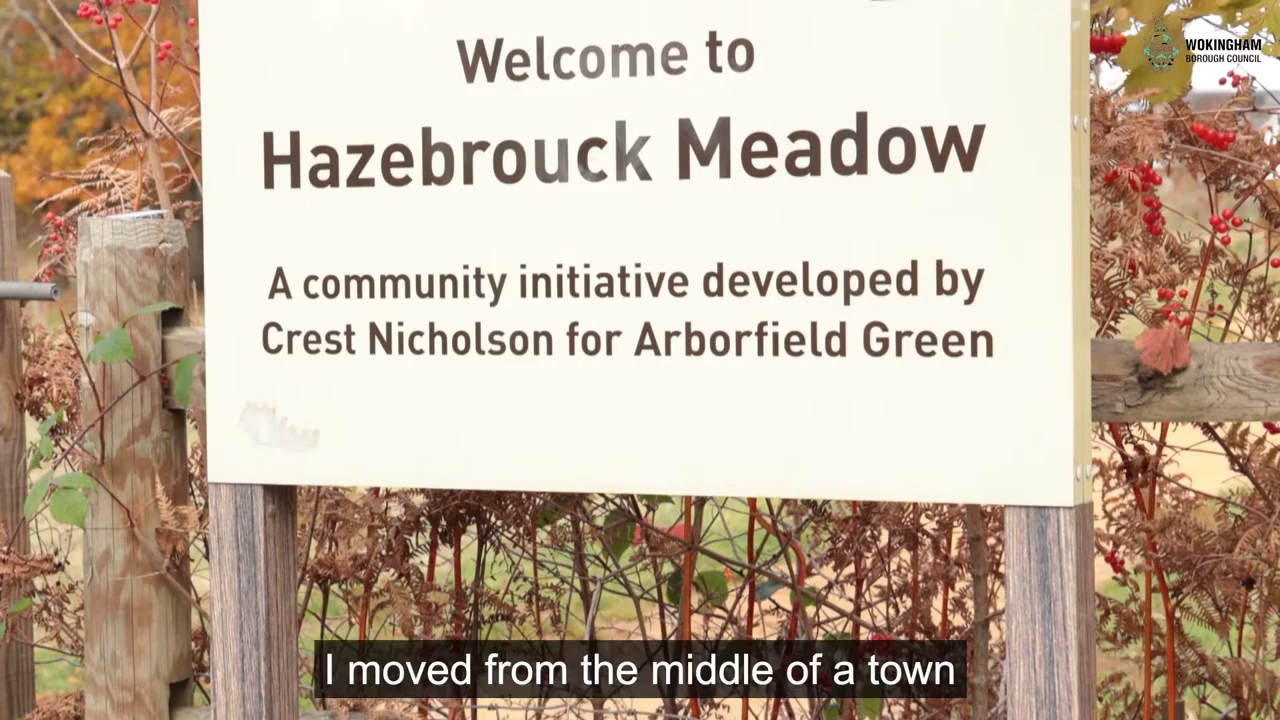 WOKINGHAM
BOROUGH COUNCIL
Welcome to
Hazebrouck Meadow
A community initiative developed by
Crest Nicholson for Arborfield Green
I moved from the middle of a town